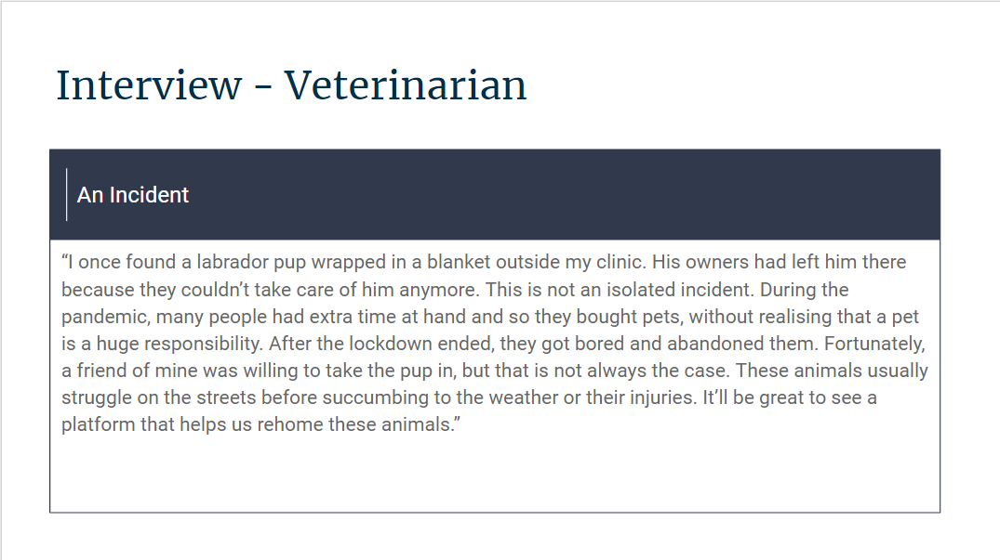 Interview - Veterinarian
An Incident
“I once found a labrador pup wrapped in a blanket outside my clinic. His owners had left him there
because they couldn’t take care of him anymore. This is not an isolated incident. During the
pandemic, many people had extra time at hand and so they bought pets, without realising that a pet
is a huge responsibility. After the lockdown ended, they got bored and abandoned them. Fortunately,
a friend of mine was willing to take the pup in, but that is not always the case. These animals usually
struggle on the streets before succumbing to the weather or their injuries. It’ll be great to see a
platform that helps us rehome these animals.”